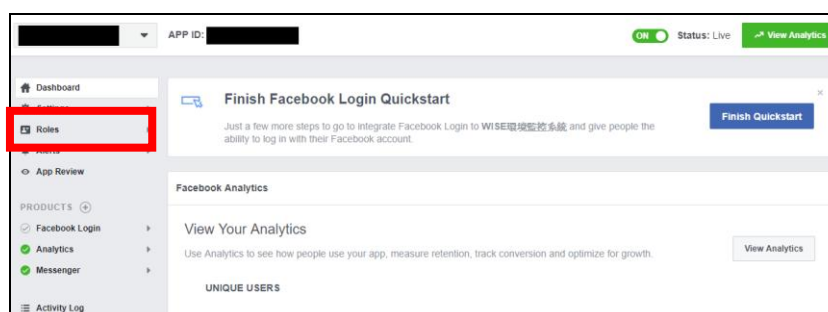 APP ID:
ON
Status: Live
View Analytics
Dashboard
Settings
Roles
Alerts
App Review
PRODUCTS
Facebook Login
Analytics
Messenger
Activity Log
Finish Facebook Login Quickstart
Just a few more steps to go to integrate Facebook Login to WISE環境監控系統 and give people the
ability to log in with their Facebook account.
Finish Quickstart
Facebook Analytics
View Your Analytics
Use Analytics to see how people use your app, measure retention, track conversion and optimize for growth.
View Analytics
UNIQUE USERS